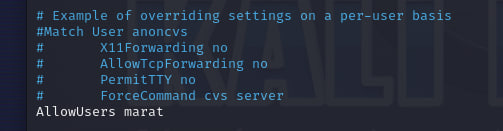 # Example of overriding settings on a per-user basis
#Match User anoncvs
#       X11Forwarding no
#       AllowTcpForwarding no
#       PermitTTY no
#       ForceCommand cvs server
AllowUsers marat
KALI